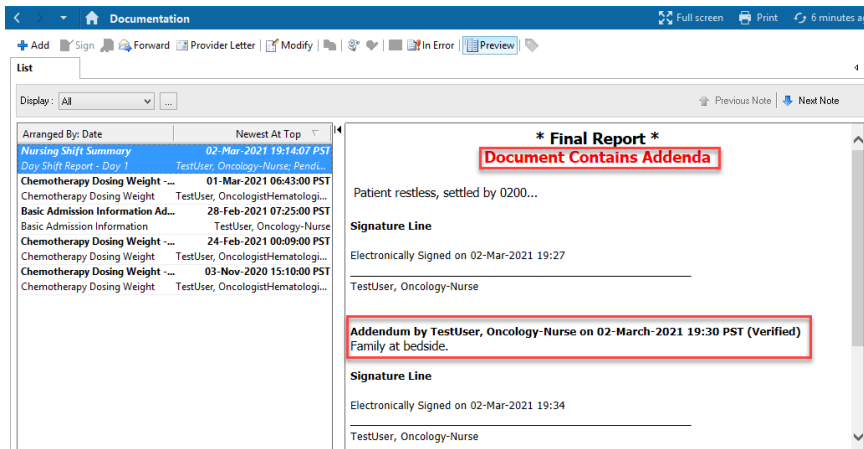 Documentation
Full screen Print 6 minutes a
Add Sign Forward Provider Letter Modify In Error Preview
List
Display: All ... Previous Note Next Note
Arranged By: Date Newest At Top
Nursing Shift Summary 02-Mar-2021 19:14:07 PST
Day Shift Report - Day 1 TestUser, Oncology-Nurse; Pendi...
Chemotherapy Dosing Weight -... 01-Mar-2021 06:43:00 PST
Chemotherapy Dosing Weight TestUser, OncologistHematologi...
Basic Admission Information Ad... 28-Feb-2021 07:25:00 PST
Basic Admission Information TestUser, Oncology-Nurse
Chemotherapy Dosing Weight -... 24-Feb-2021 00:09:00 PST
Chemotherapy Dosing Weight TestUser, OncologistHematologi...
Chemotherapy Dosing Weight -... 03-Nov-2020 15:10:00 PST
Chemotherapy Dosing Weight TestUser, OncologistHematologi...
* Final Report *
Document Contains Addenda
Patient restless, settled by 0200...
Signature Line
Electronically Signed on 02-Mar-2021 19:27
TestUser, Oncology-Nurse
Addendum by TestUser, Oncology-Nurse on 02-March-2021 19:30 PST (Verified)
Family at bedside.
Signature Line
Electronically Signed on 02-Mar-2021 19:34
TestUser, Oncology-Nurse